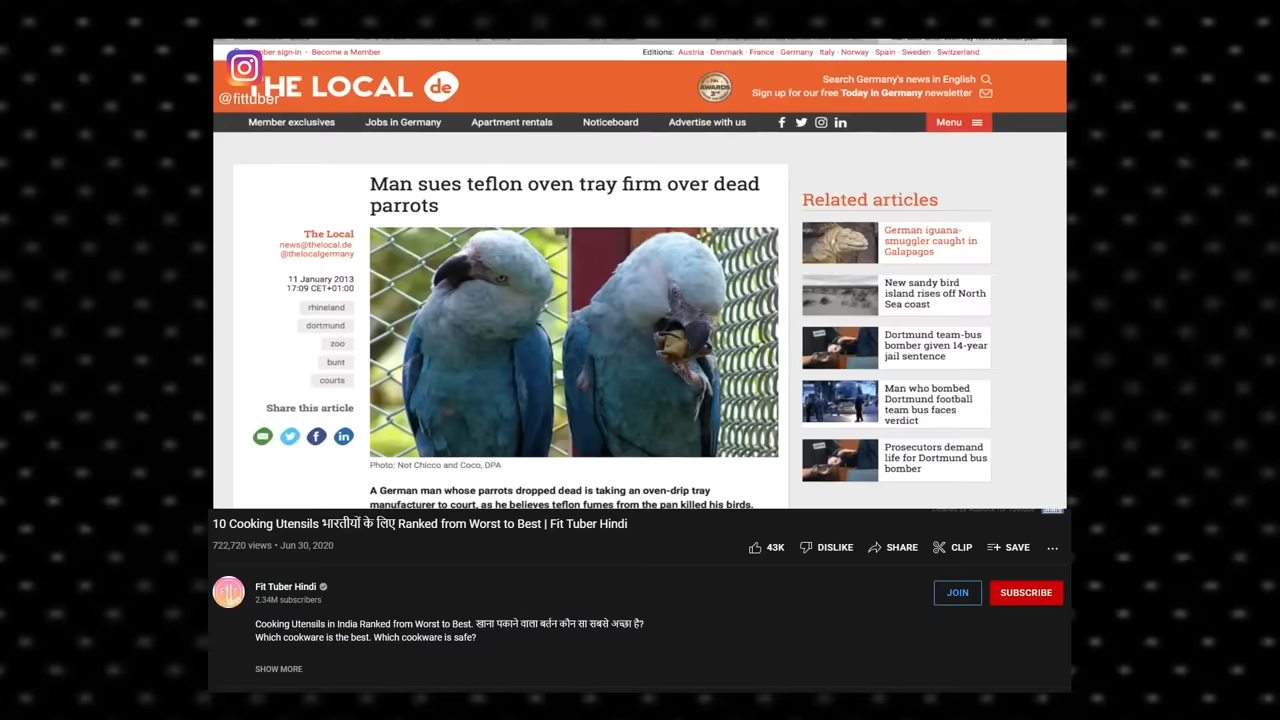 mber sign-in · Become a Member
Editions: Austria · Denmark · France · Germany · Italy · Norway · Spain · Sweden · Switzerland
THE LOCAL de
@fittuber
AWARDS
Search Germany's news in English
Sign up for our free Today in Germany newsletter
Member exclusives Jobs in Germany Apartment rentals Noticeboard Advertise with us Menu
Man sues teflon oven tray firm over dead
parrots
The Local
news@thelocal.de
@thelocalgermany
11 January 2013
17:09 CET+01:00
rhineland
dortmund
zoo
bunt
courts
Share this article
Photo: Not Chicco and Coco, DPA
A German man whose parrots dropped dead is taking an oven-drip tray
manufacturer to court, as he believes teflon fumes from the pan killed his birds.
Related articles
German iguana-
smuggler caught in
Galapagos
New sandy bird
island rises off North
Sea coast
Dortmund team-bus
bomber given 14-year
jail sentence
Man who bombed
Dortmund football
team bus faces
verdict
Prosecutors demand
life for Dortmund bus
bomber
10 Cooking Utensils भारतीयों के लिए Ranked from Worst to Best | Fit Tuber Hindi
722,720 views • Jun 30, 2020
43K DISLIKE SHARE CLIP SAVE
Fit Tuber Hindi
2.34M subscribers
JOIN SUBSCRIBE
Cooking Utensils in India Ranked from Worst to Best. खाना पकाने वाला बर्तन कौन सा सबसे अच्छा है?
Which cookware is the best. Which cookware is safe?
SHOW MORE